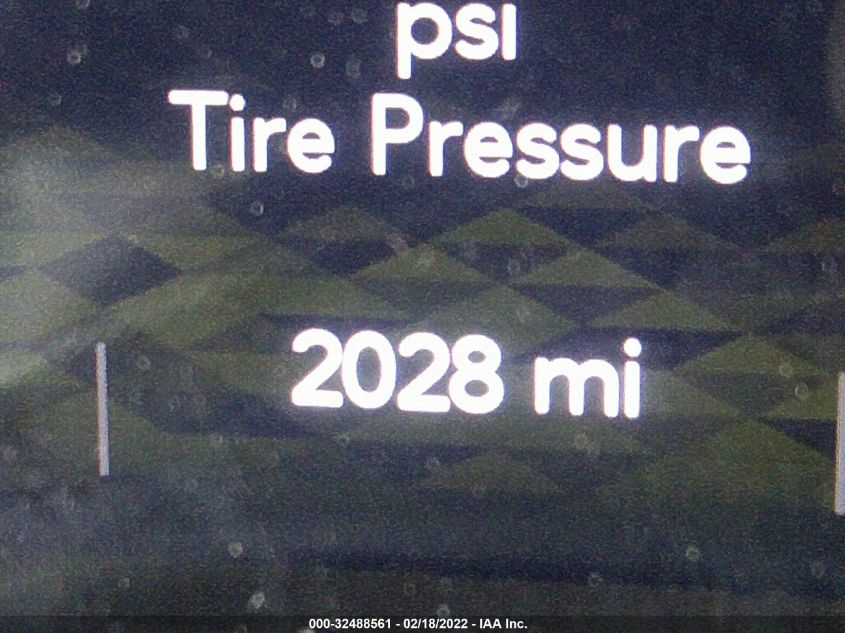 psi
Tire Pressure
2028 mi
000-32488561 - 02/18/2022 - IAA Inc.